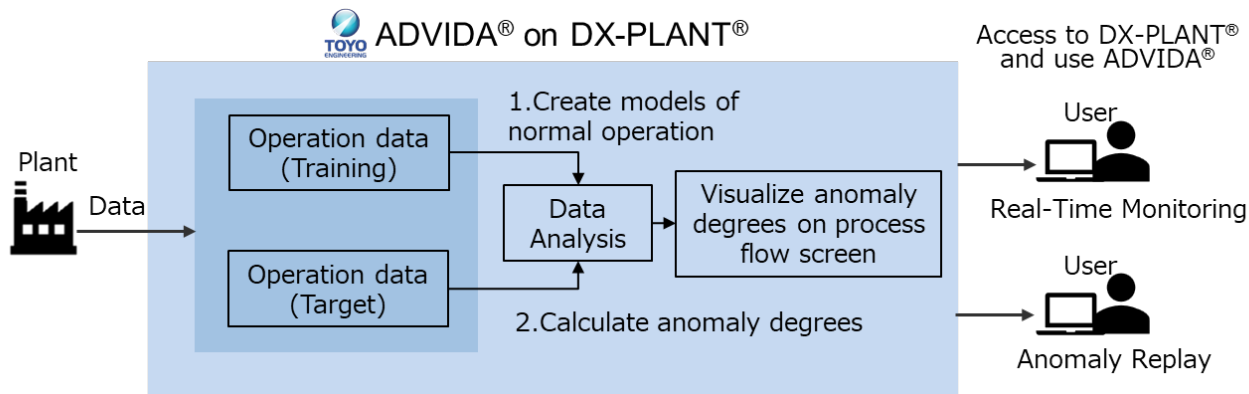 TOYO
ENGINEERING
ADVIDA® on DX-PLANT®
Access to DX-PLANT®
and use ADVIDA®
Plant
Data
Operation data
(Training)
1.Create models of
normal operation
Data
Analysis
Visualize anomaly
degrees on process
flow screen
Operation data
(Target)
2.Calculate anomaly degrees
User
Real-Time Monitoring
User
Anomaly Replay